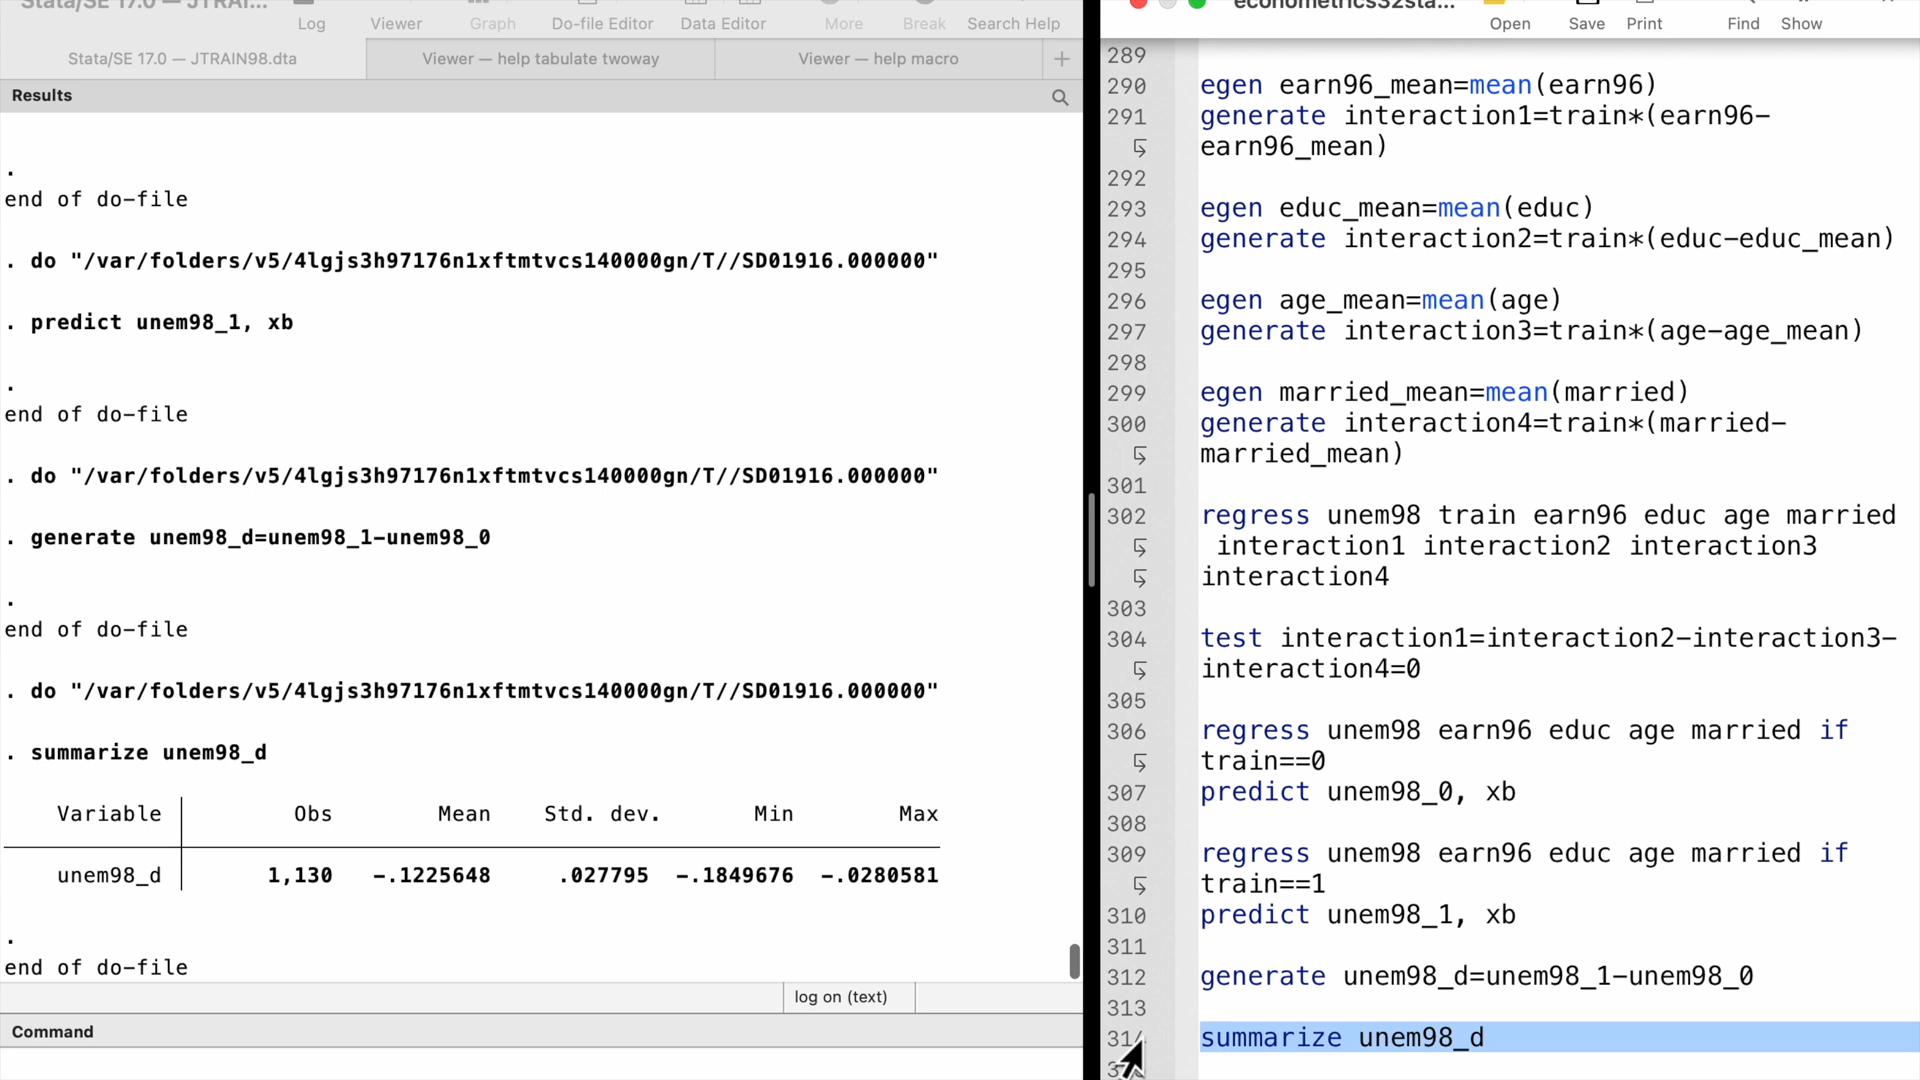 Stata/SE 17.0 — JTRAI...
Log Viewer Graph Do-file Editor Data Editor More Break Search Help
Stata/SE 17.0 — JTRAIN98.dta Viewer — help tabulate twoway Viewer — help macro +
Results
.
end of do-file
. do "/var/folders/v5/4lgjs3h97176n1xftmtvcs140000gn/T//SD01916.000000"
. predict unem98_1, xb
.
end of do-file
. do "/var/folders/v5/4lgjs3h97176n1xftmtvcs140000gn/T//SD01916.000000"
. generate unem98_d=unem98_1-unem98_0
.
end of do-file
. do "/var/folders/v5/4lgjs3h97176n1xftmtvcs140000gn/T//SD01916.000000"
. summarize unem98_d
Variable Obs Mean Std. dev. Min Max
unem98_d 1,130 -.1225648 .027795 -.1849676 -.0280581
.
end of do-file
log on (text)
Command
econometrics32sta...
Open Save Print Find Show
289
290 egen earn96_mean=mean(earn96)
291 generate interaction1=train*(earn96-
earn96_mean)
292
293 egen educ_mean=mean(educ)
294 generate interaction2=train*(educ-educ_mean)
295
296 egen age_mean=mean(age)
297 generate interaction3=train*(age-age_mean)
298
299 egen married_mean=mean(married)
300 generate interaction4=train*(married-
married_mean)
301
302 regress unem98 train earn96 educ age married
interaction1 interaction2 interaction3
interaction4
303
304 test interaction1=interaction2-interaction3-
interaction4=0
305
306 regress unem98 earn96 educ age married if
train==0
307 predict unem98_0, xb
308
309 regress unem98 earn96 educ age married if
train==1
310 predict unem98_1, xb
311
312 generate unem98_d=unem98_1-unem98_0
313
314 summarize unem98_d